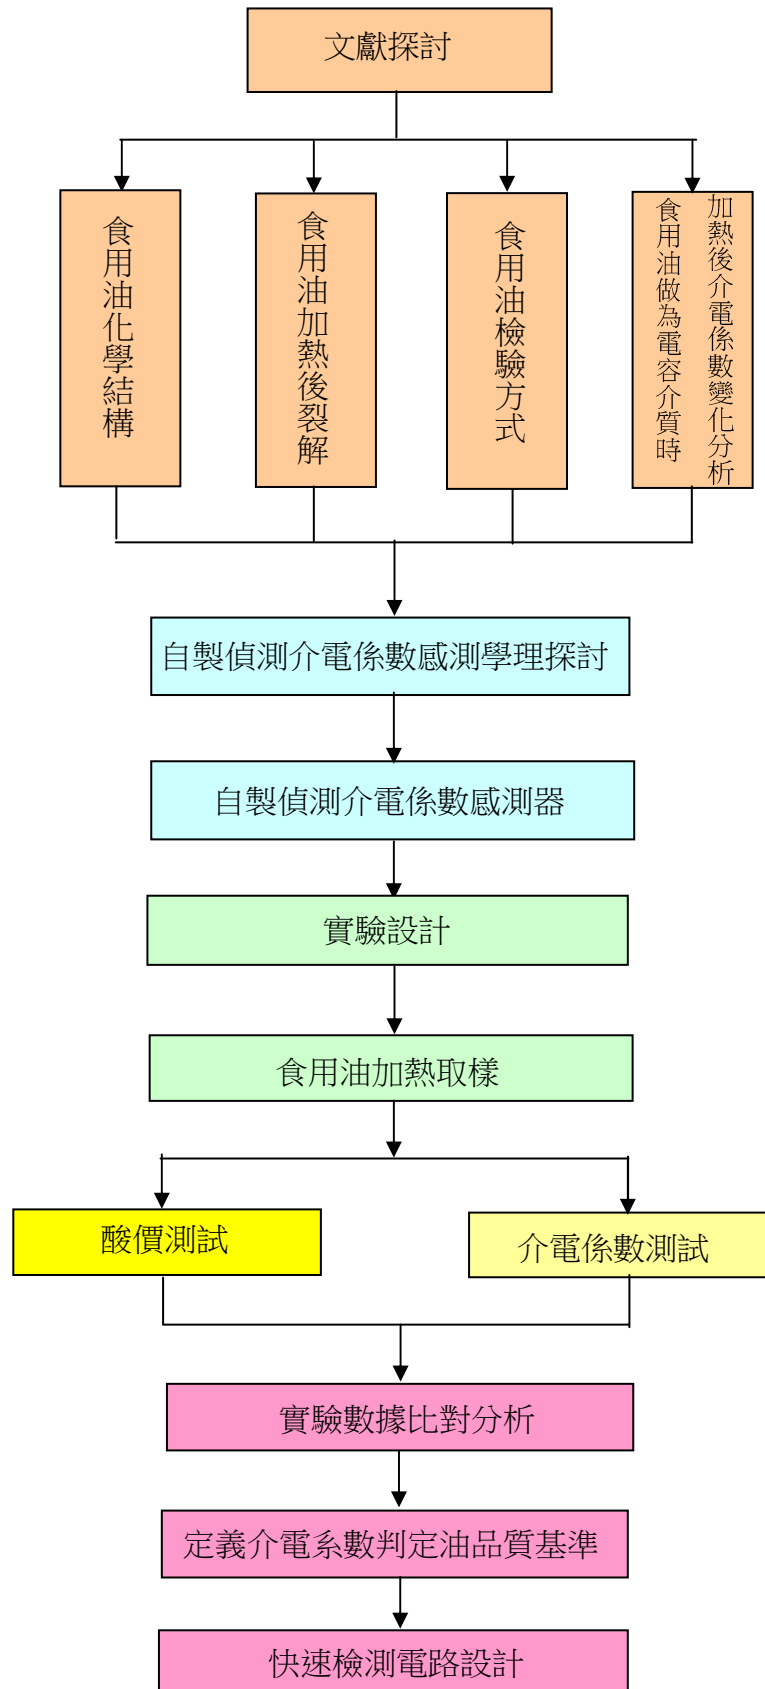 文獻探討
食用油化學結構
食用油加熱後裂解
食用油檢驗方式
食用油做為電容介質時
加熱後介電係數變化分析
自製偵測介電係數感測學理探討
自製偵測介電係數感測器
實驗設計
食用油加熱取樣
酸價測試
介電係數測試
實驗數據比對分析
定義介電系數判定油品質基準
快速檢測電路設計